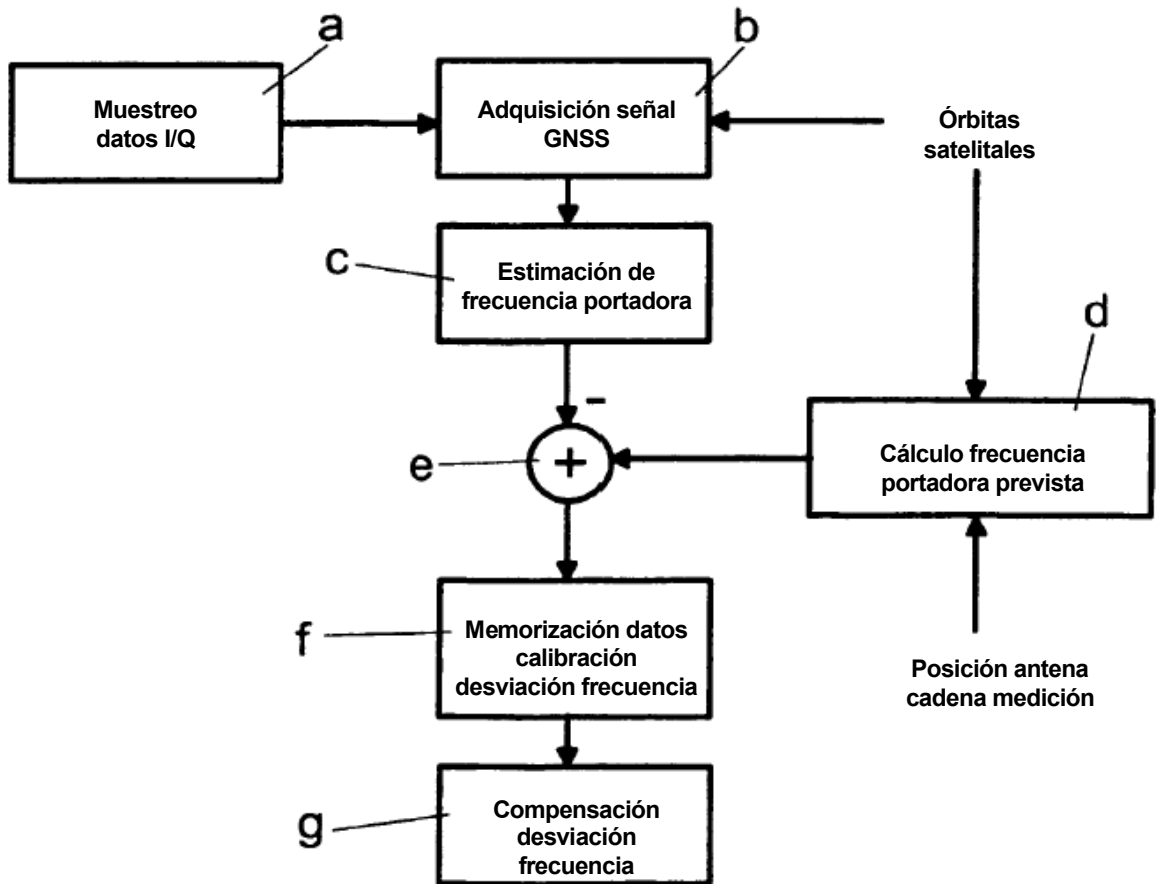 a
Muestreo
datos I/Q
b
Adquisición señal
GNSS
Órbitas
satelitales
c
Estimación de
frecuencia portadora
d
Cálculo frecuencia
portadora prevista
-
e
+
f
Memorización datos
calibración
desviación frecuencia
Posición antena
cadena medición
g
Compensación
desviación
frecuencia